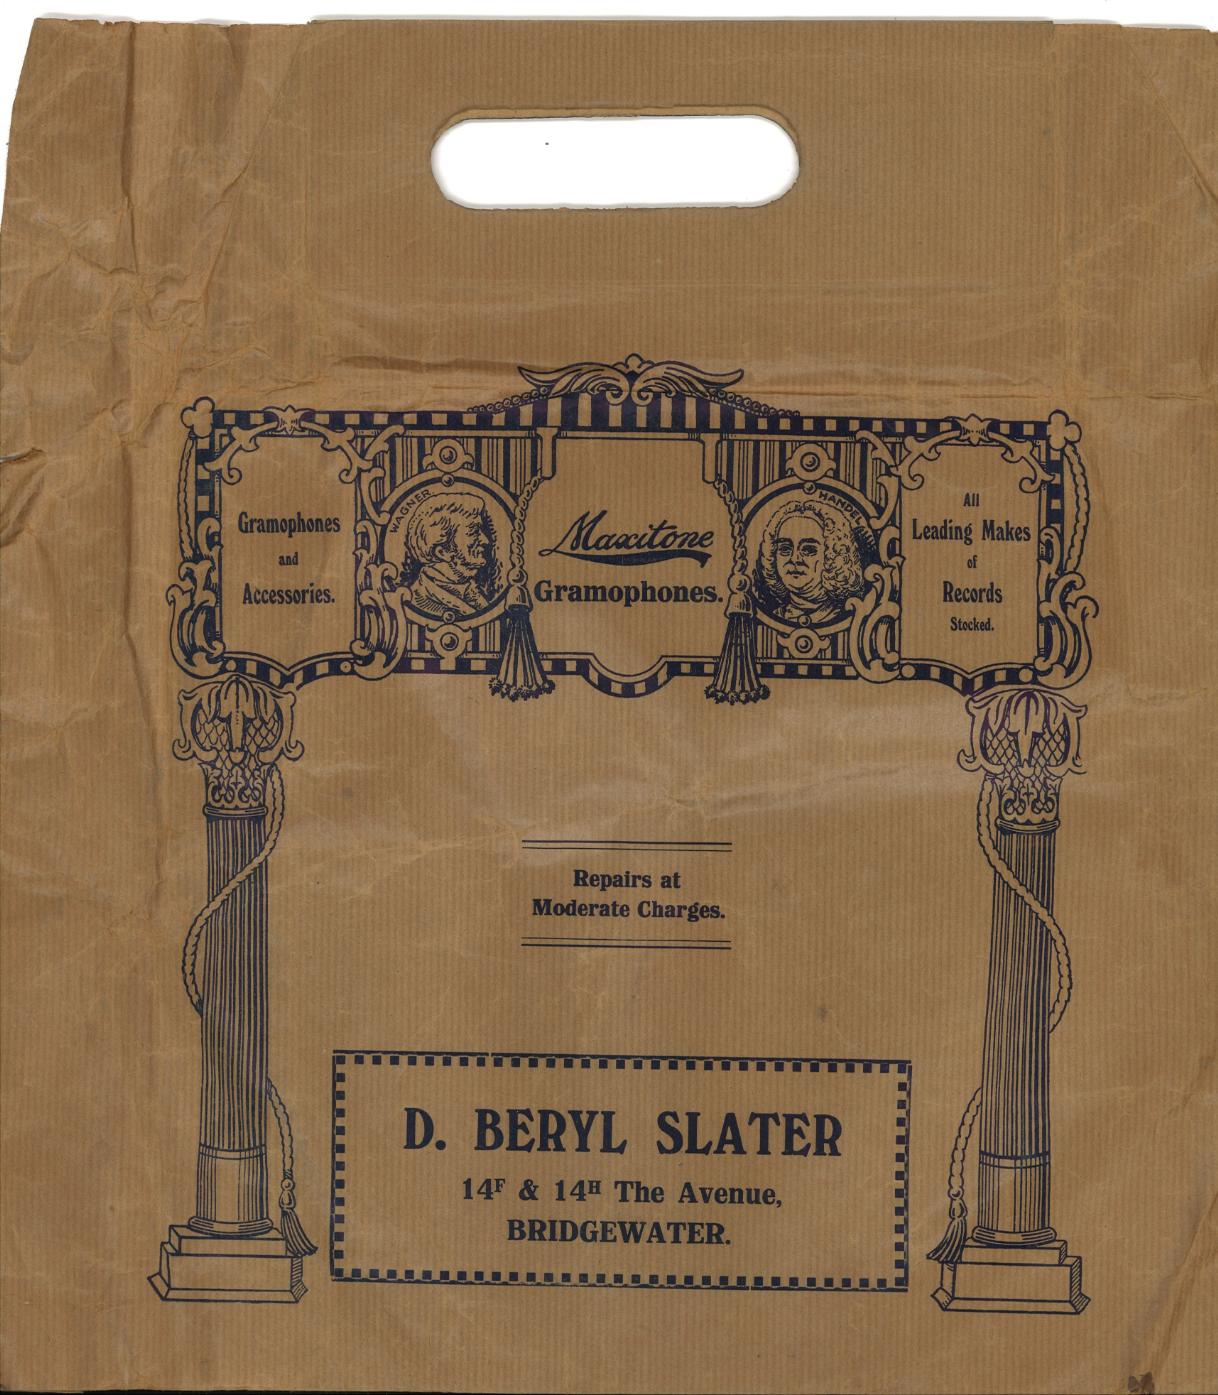 Gramophones
and
Accessories.
WAGNER
Maxitone
Gramophones.
HANDEL
All
Leading Makes
of
Records
Stocked.
Repairs at
Moderate Charges.
D. BERYL SLATER
14F & 14H The Avenue,
BRIDGEWATER.